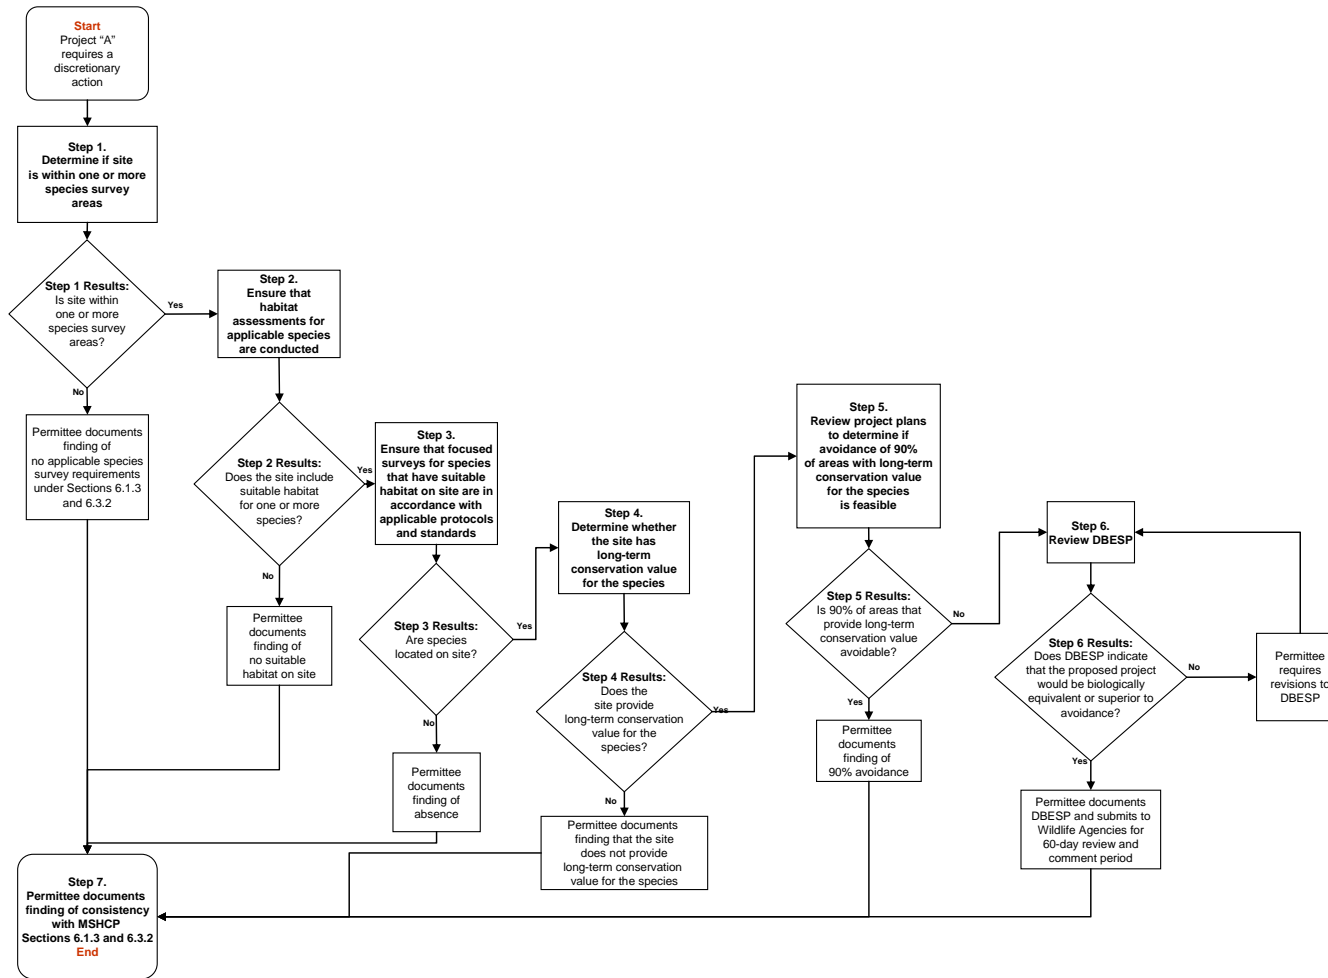 Start
Project “A”
requires a
discretionary
action
Step 1.
Determine if site
is within one or more
species survey
areas
Step 1 Results:
Is site within
one or more
species survey
areas?
Yes
No
Permittee documents
finding of
no applicable species
survey requirements
under Sections 6.1.3
and 6.3.2
Step 2.
Ensure that
habitat
assessments for
applicable species
are conducted
Step 2 Results:
Does the site include
suitable habitat
for one or more
species?
Yes
No
Permittee
documents
finding of
no suitable
habitat on site
Step 3.
Ensure that focused
surveys for species
that have suitable
habitat on site are in
accordance with
applicable protocols
and standards
Step 3 Results:
Are species
located on site?
Yes
No
Permittee
documents
finding of
absence
Step 4.
Determine whether
the site has
long-term
conservation value
for the species
Step 4 Results:
Does the
site provide
long-term conservation
value for the
species?
Yes
No
Permittee documents
finding that the site
does not provide
long-term conservation
value for the species
Step 5.
Review project plans
to determine if
avoidance of 90%
of areas with long-term
conservation value
for the species
is feasible
Step 5 Results:
Is 90% of areas that
provide long-term
conservation value
avoidable?
No
Yes
Permittee
documents
finding of
90% avoidance
Step 6.
Review DBESP
Step 6 Results:
Does DBESP indicate
that the proposed project
would be biologically
equivalent or superior to
avoidance?
No
Yes
Permittee
requires
revisions to
DBESP
Permittee documents
DBESP and submits to
Wildlife Agencies for
60-day review and
comment period
Step 7.
Permittee documents
finding of consistency
with MSHCP
Sections 6.1.3 and 6.3.2
End